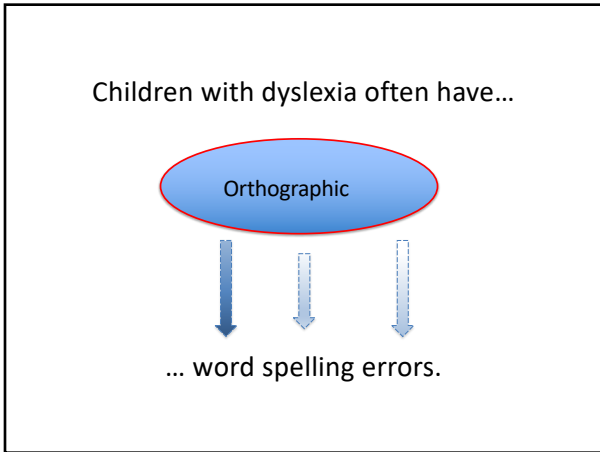 Children with dyslexia often have…
Orthographic
… word spelling errors.